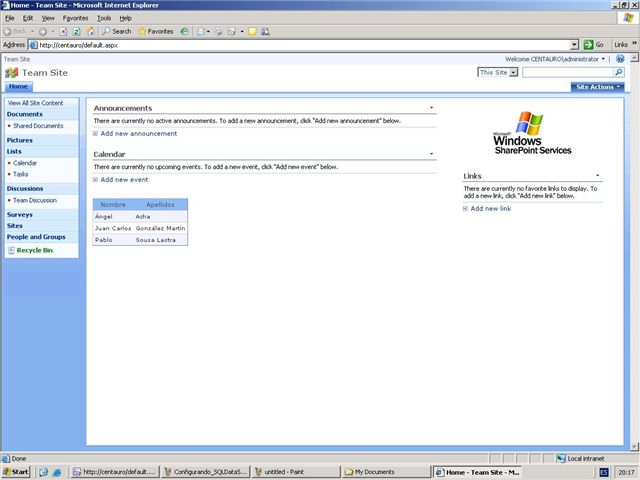 Home - Team Site - Microsoft Internet Explorer
File Edit View Favorites Tools Help
Back Search Favorites
Address http://centauro/default.aspx Go Links »
Team Site Welcome CENTAURO\administrator
Team Site This Site
Home Site Actions
View All Site Content
Documents
Shared Documents
Pictures
Lists
Calendar
Tasks
Discussions
Team Discussion
Surveys
Sites
People and Groups
Recycle Bin
Announcements
There are currently no active announcements. To add a new announcement, click "Add new announcement" below.
Add new announcement
Calendar
There are currently no upcoming events. To add a new event, click "Add new event" below.
Add new event
Nombre Apellidos
Ángel Acha
Juan Carlos González Martín
Pablo Sousa Lastra
Microsoft
Windows
SharePoint Services
Links
There are currently no favorite links to display. To
add a new link, click "Add new link" below.
Add new link
Done Local intranet
Start http://centauro/default.... Configurando_SQLDataS... untitled - Paint My Documents Home - Team Site - M... ES 20:17